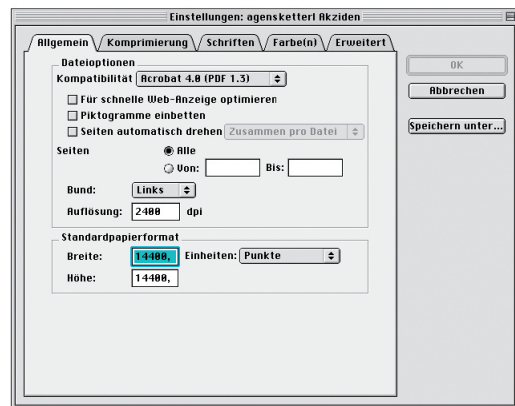 Einstellungen: agensketterl Akziden
Allgemein Komprimierung Schriften Farbe(n) Erweitert
Dateioptionen
Kompatibilität Acrobat 4.0 (PDF 1.3)
Für schnelle Web-Anzeige optimieren
Piktogramme einbetten
Seiten automatisch drehen Zusammen pro Datei
Seiten Alle
Von: Bis:
Bund: Links
Auflösung: 2400 dpi
Standardpapierformat
Breite: 14400, Einheiten: Punkte
Höhe: 14400,
OK
Abbrechen
Speichern unter...